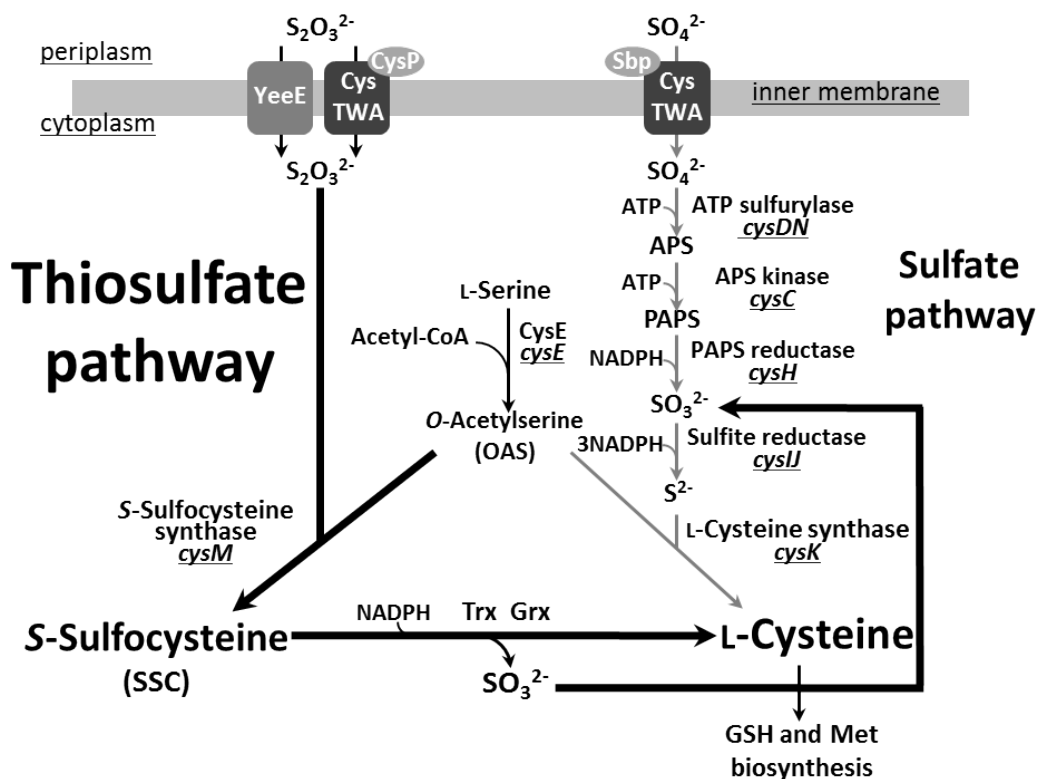 S₂O₃²⁻
SO₄²⁻
periplasm
CysP
Sbp
YeeE
Cys
TWA
Cys
TWA
inner membrane
cytoplasm
S₂O₃²⁻
SO₄²⁻
ATP
ATP sulfurylase
cysDN
APS
Thiosulfate
pathway
Sulfate
pathway
ATP
APS kinase
cysC
L-Serine
PAPS
Acetyl-CoA
CysE
cysE
NADPH
PAPS reductase
cysH
SO₃²⁻
O-Acetylserine
(OAS)
3NADPH
Sulfite reductase
cysIJ
S²⁻
S-Sulfocysteine
synthase
cysM
L-Cysteine synthase
cysK
NADPH
Trx Grx
S-Sulfocysteine
(SSC)
L-Cysteine
SO₃²⁻
GSH and Met
biosynthesis